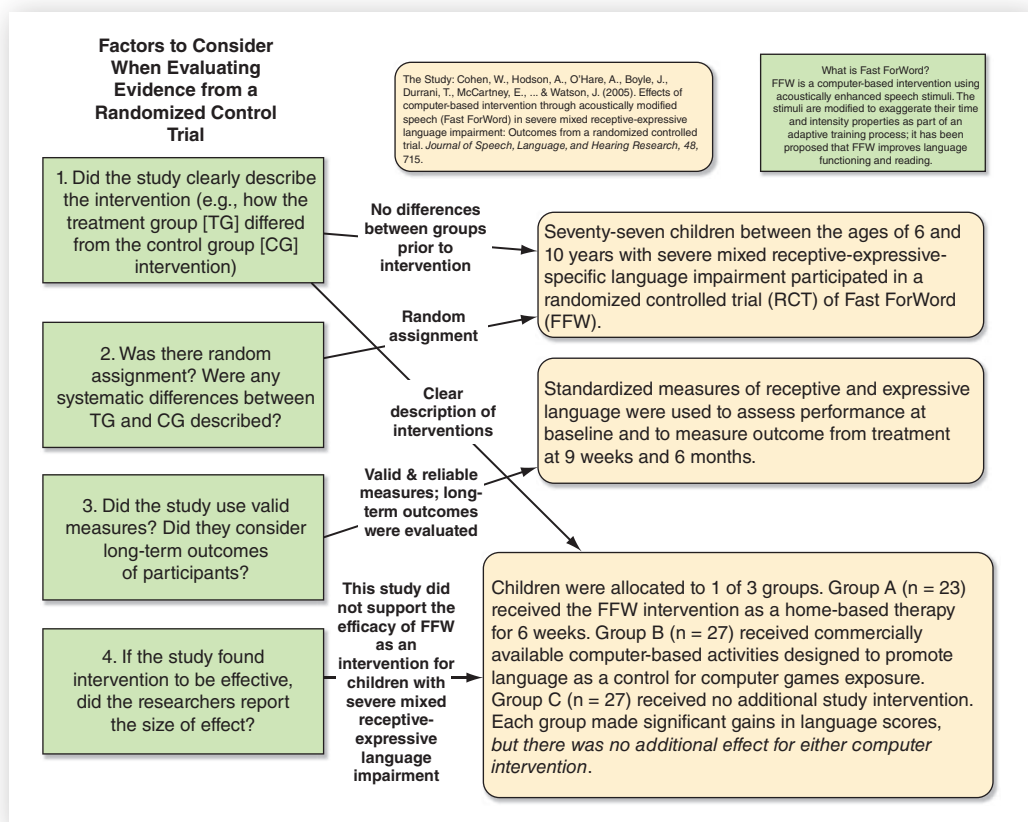 Factors to Consider
When Evaluating
Evidence from a
Randomized Control
Trial
The Study: Cohen, W., Hodson, A., O'Hare, A., Boyle, J.,
Durrani, T., McCartney, E., ... & Watson, J. (2005). Effects of
computer-based intervention through acoustically modified
speech (Fast ForWord) in severe mixed receptive-expressive
language impairment: Outcomes from a randomized controlled
trial. Journal of Speech, Language, and Hearing Research, 48,
715.
What is Fast ForWord?
FFW is a computer-based intervention using
acoustically enhanced speech stimuli. The
stimuli are modified to exaggerate their time
and intensity properties as part of an
adaptive training process; it has been
proposed that FFW improves language
functioning and reading.
1. Did the study clearly describe
the intervention (e.g., how the
treatment group [TG] differed
from the control group [CG]
intervention)
No differences
between groups
prior to
intervention
Seventy-seven children between the ages of 6 and
10 years with severe mixed receptive-expressive-
specific language impairment participated in a
randomized controlled trial (RCT) of Fast ForWord
(FFW).
Random
assignment
2. Was there random
assignment? Were any
systematic differences between
TG and CG described?
Clear
description of
interventions
Standardized measures of receptive and expressive
language were used to assess performance at
baseline and to measure outcome from treatment
at 9 weeks and 6 months.
3. Did the study use valid
measures? Did they consider
long-term outcomes
of participants?
Valid & reliable
measures; long-
term outcomes
were evaluated
4. If the study found
intervention to be effective,
did the researchers report
the size of effect?
This study did
not support the
efficacy of FFW
as an
intervention for
children with
severe mixed
receptive-
expressive
language
impairment
Children were allocated to 1 of 3 groups. Group A (n = 23)
received the FFW intervention as a home-based therapy
for 6 weeks. Group B (n = 27) received commercially
available computer-based activities designed to promote
language as a control for computer games exposure.
Group C (n = 27) received no additional study intervention.
Each group made significant gains in language scores,
but there was no additional effect for either computer
intervention.